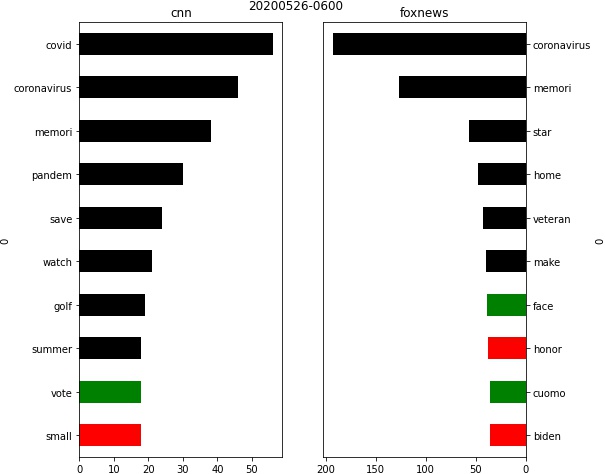 20200526-0600
cnn
foxnews
covid
coronavirus
memori
pandem
save
watch
golf
summer
vote
small
0 10 20 30 40 50
0
coronavirus
memori
star
home
veteran
make
face
honor
cuomo
biden
200 150 100 50 0
0